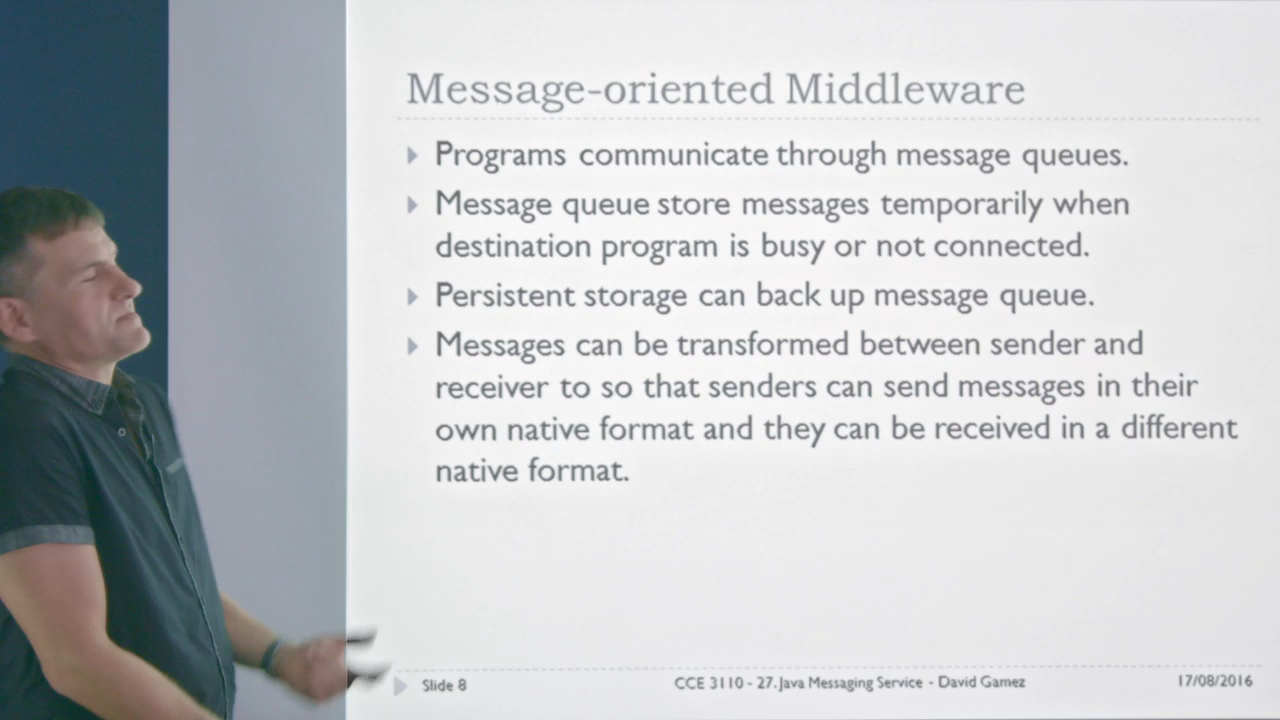 Message-oriented Middleware
Programs communicate through message queues.
Message queue store messages temporarily when
destination program is busy or not connected.
Persistent storage can back up message queue.
Messages can be transformed between sender and
receiver to so that senders can send messages in their
own native format and they can be received in a different
native format.
Slide 8
CCE 3110 - 27. Java Messaging Service - David Gamez
17/08/2016